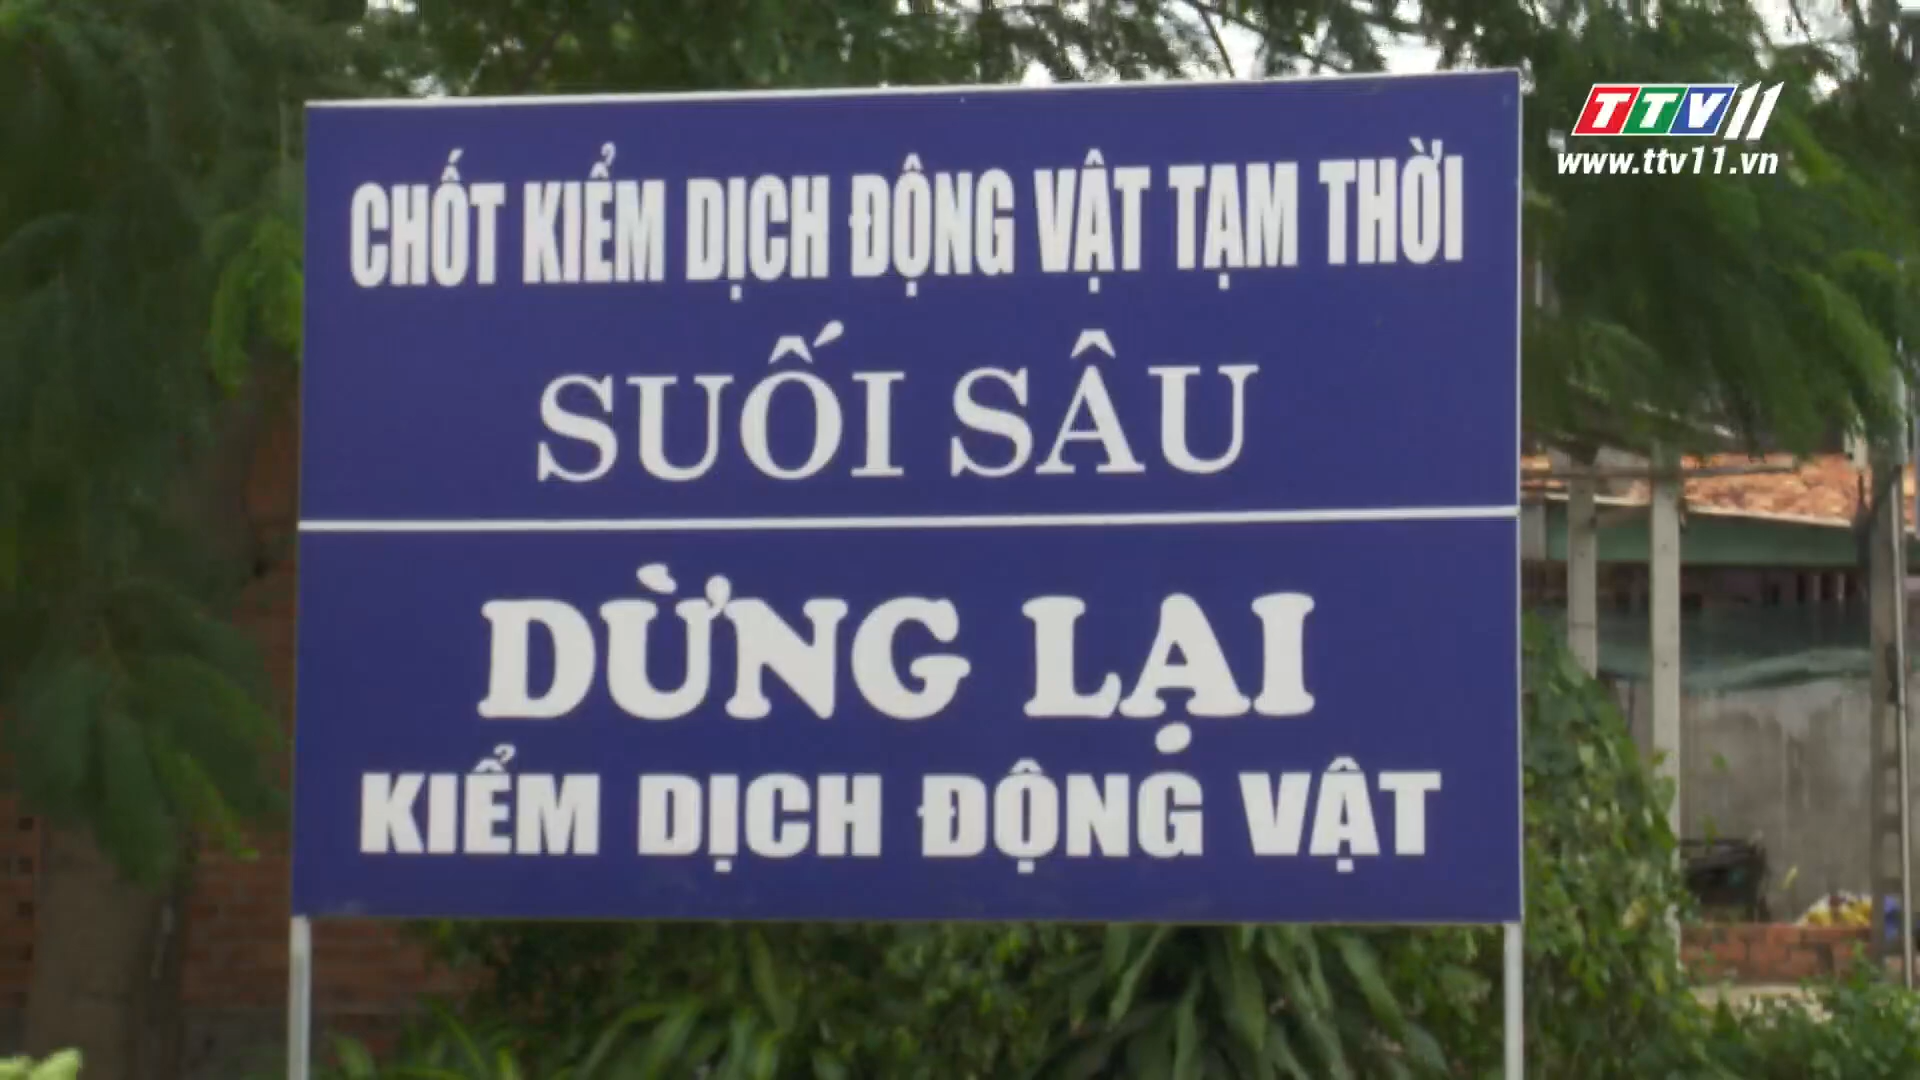 TTV11
www.ttv11.vn
CHỐT KIỂM DỊCH ĐỘNG VẬT TẠM THỜI
SUỐI SÂU
DỪNG LẠI
KIỂM DỊCH ĐỘNG VẬT